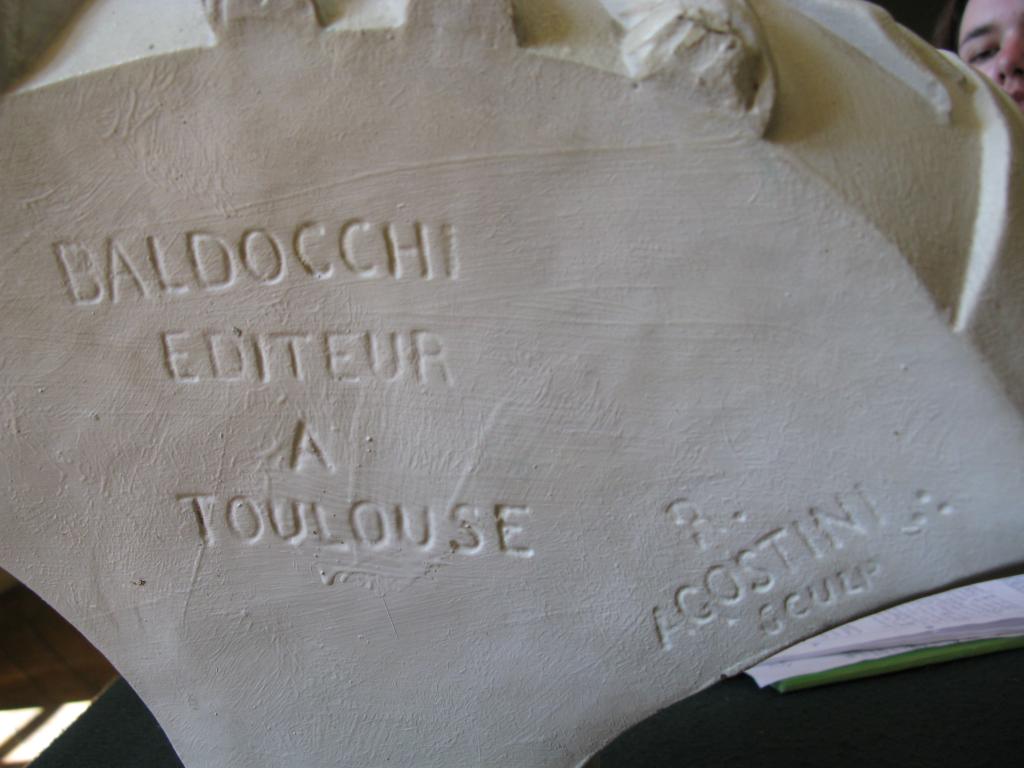 BALDOCCHI
EDITEUR
A
TOULOUSE
AGOSTINI
SCULP